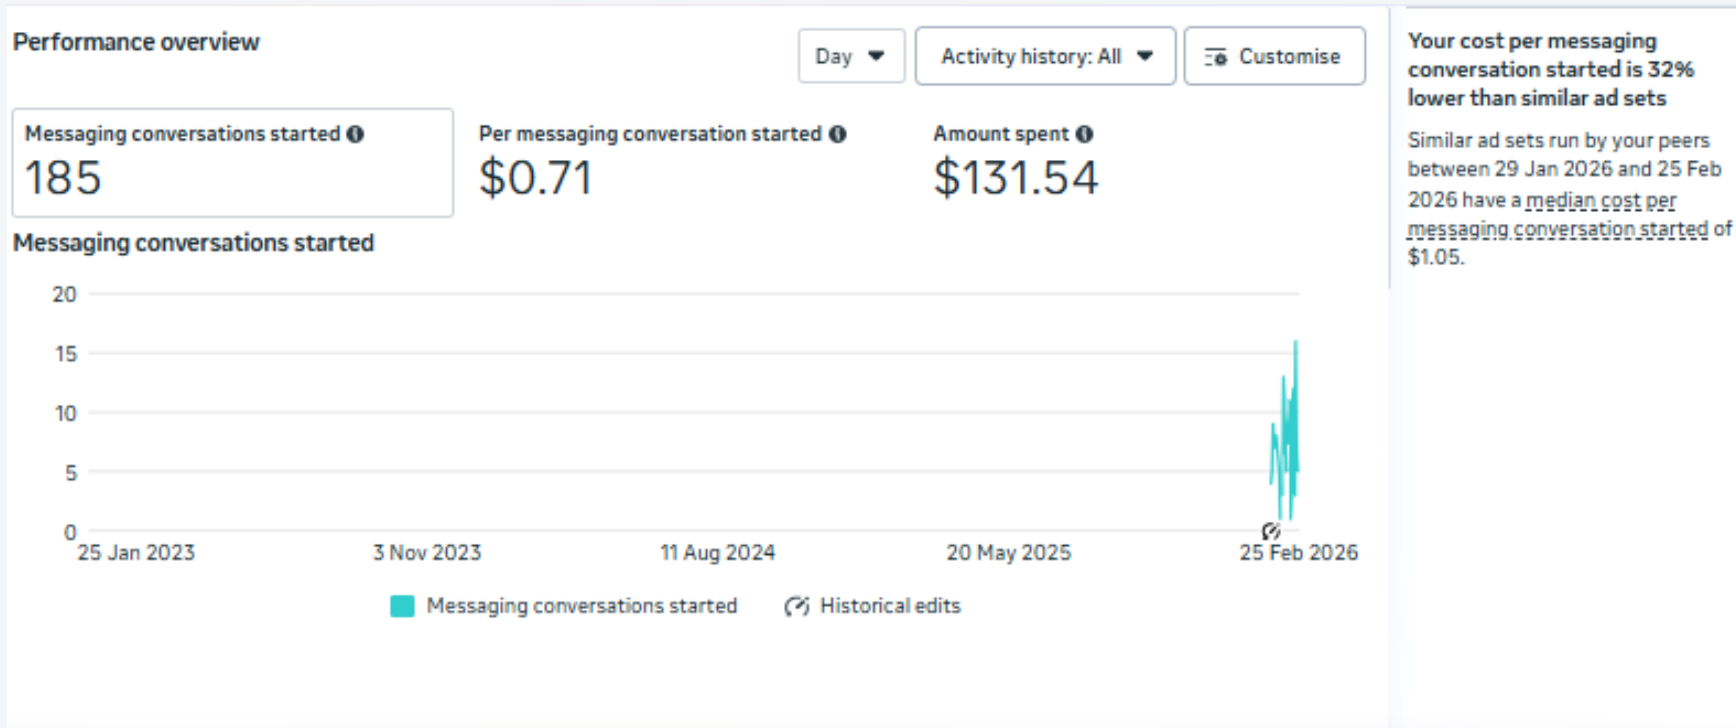 Performance overview
Day
Activity history: All
Customise
Messaging conversations started
185
Per messaging conversation started
$0.71
Amount spent
$131.54
Messaging conversations started
20
15
10
5
0
25 Jan 2023
3 Nov 2023
11 Aug 2024
20 May 2025
25 Feb 2026
Messaging conversations started
Historical edits
Your cost per messaging
conversation started is 32%
lower than similar ad sets
Similar ad sets run by your peers
between 29 Jan 2026 and 25 Feb
2026 have a median cost per
messaging conversation started of
$1.05.